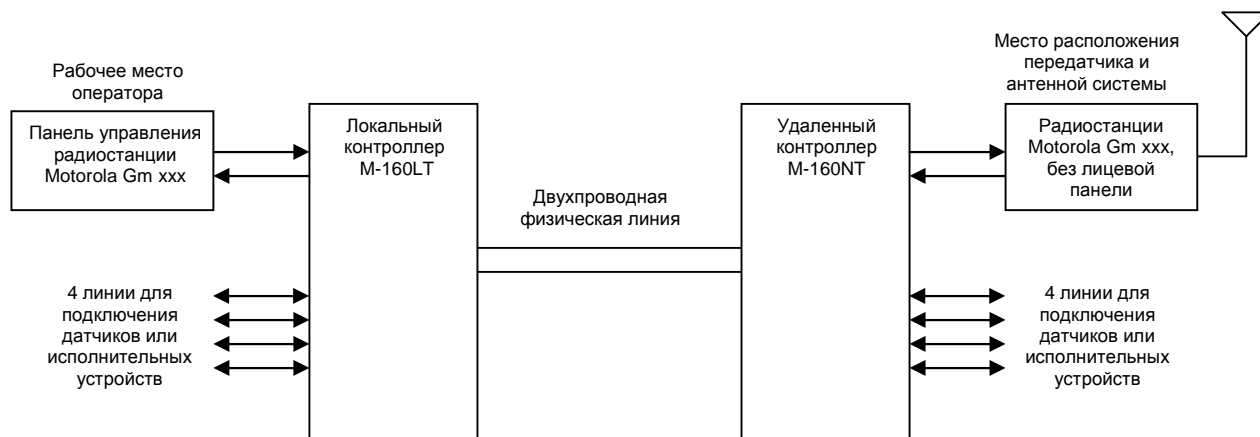 Рабочее место
оператора
Панель управления
радиостанции
Motorola Gm xxx
Локальный
контроллер
М-160LT
Двухпроводная
физическая линия
Удаленный
контроллер
М-160NT
Место расположения
передатчика и
антенной системы
Радиостанции
Motorola Gm xxx,
без лицевой
панели
4 линии для
подключения
датчиков или
исполнительных
устройств
4 линии для
подключения
датчиков или
исполнительных
устройств